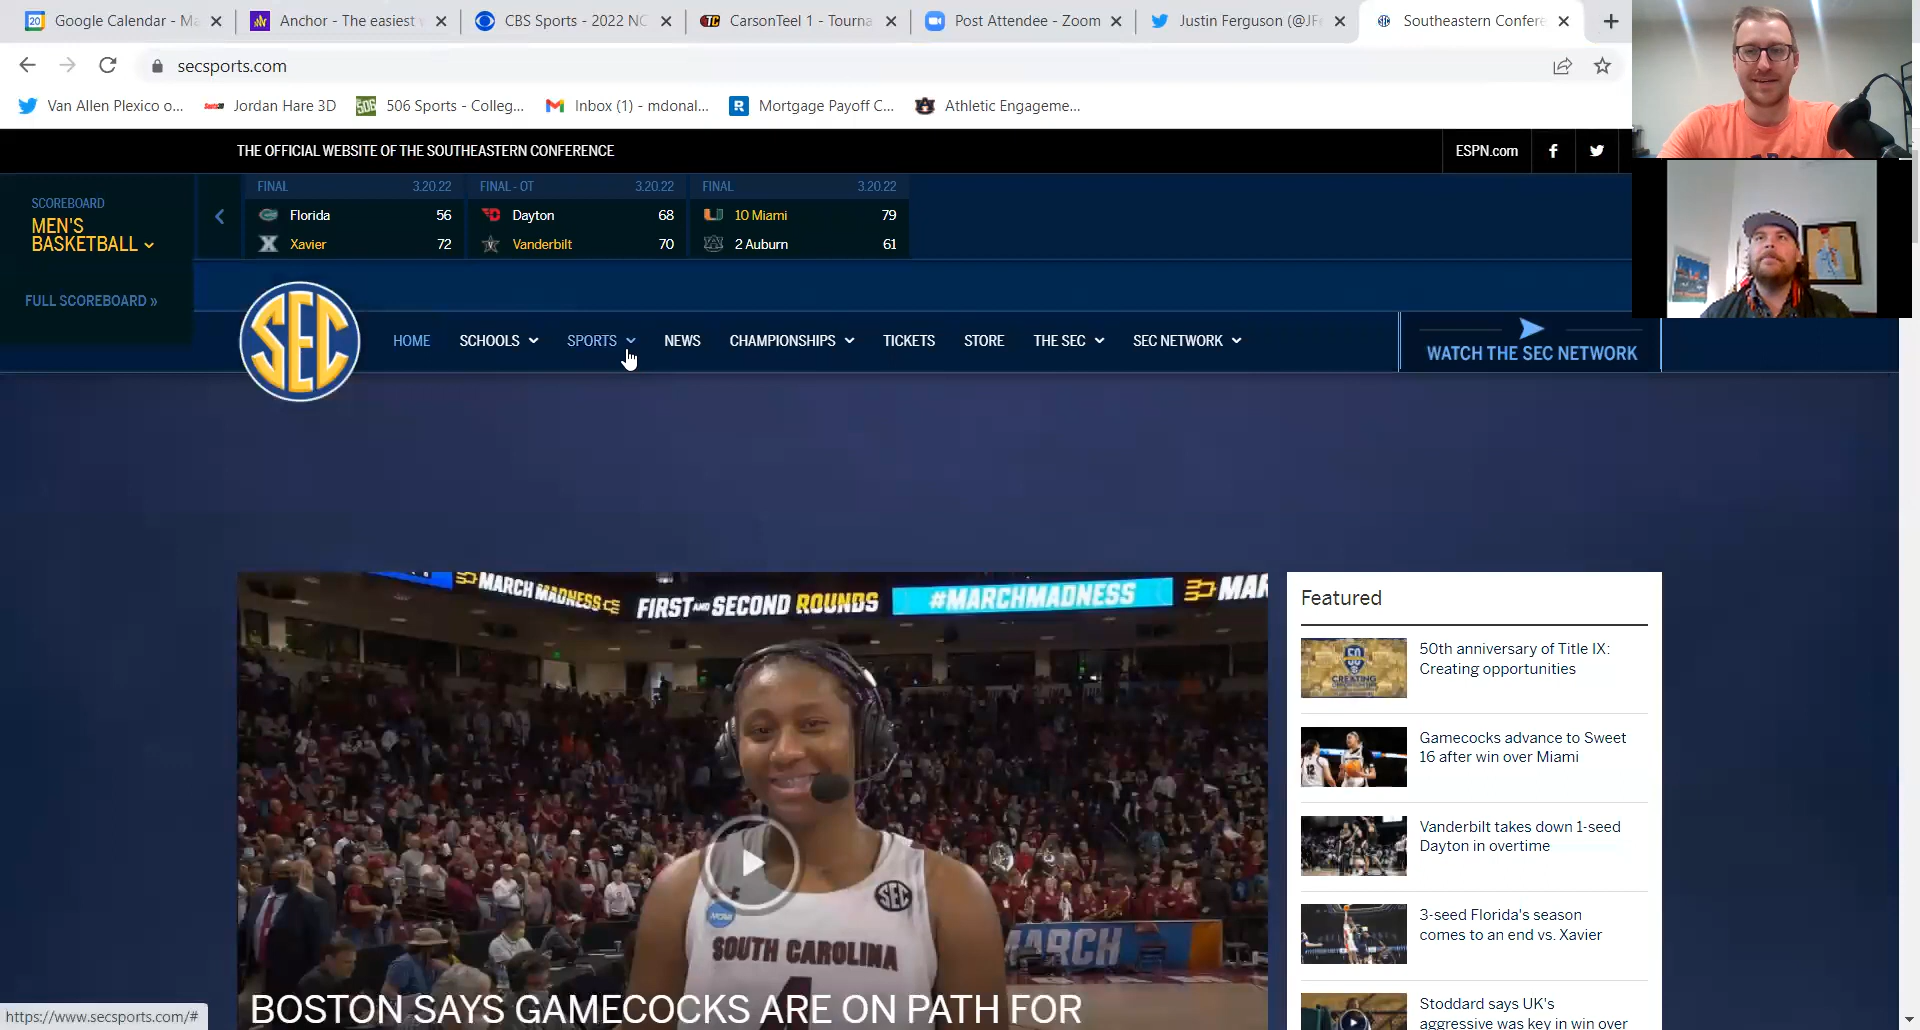 Google Calendar - Ma
Anchor - The easiest
CBS Sports - 2022 NC
CarsonTeel 1 - Tourna
Post Attendee - Zoom
Justin Ferguson (@JFe
Southeastern Confere
secsports.com
Van Allen Plexico o...
Jordan Hare 3D
506 Sports - Colleg...
Inbox (1) - mdonal...
Mortgage Payoff C...
Athletic Engageme...
THE OFFICIAL WEBSITE OF THE SOUTHEASTERN CONFERENCE
ESPN.com
SCOREBOARD
MEN'S
BASKETBALL
FULL SCOREBOARD »
FINAL 3.20.22
Florida 56
Xavier 72
FINAL - OT 3.20.22
Dayton 68
Vanderbilt 70
FINAL 3.20.22
10 Miami 79
2 Auburn 61
SEC
HOME
SCHOOLS
SPORTS
NEWS
CHAMPIONSHIPS
TICKETS
STORE
THE SEC
SEC NETWORK
WATCH THE SEC NETWORK
MARCH MADNESS
FIRST AND SECOND ROUNDS
#MARCHMADNESS
MAR
SEC
NCAA
SOUTH CAROLINA
4
MARCH
BOSTON SAYS GAMECOCKS ARE ON PATH FOR
Featured
50th anniversary of Title IX:
Creating opportunities
Gamecocks advance to Sweet
16 after win over Miami
Vanderbilt takes down 1-seed
Dayton in overtime
3-seed Florida's season
comes to an end vs. Xavier
Stoddard says UK's
aggressive was key in win over
https://www.secsports.com/#